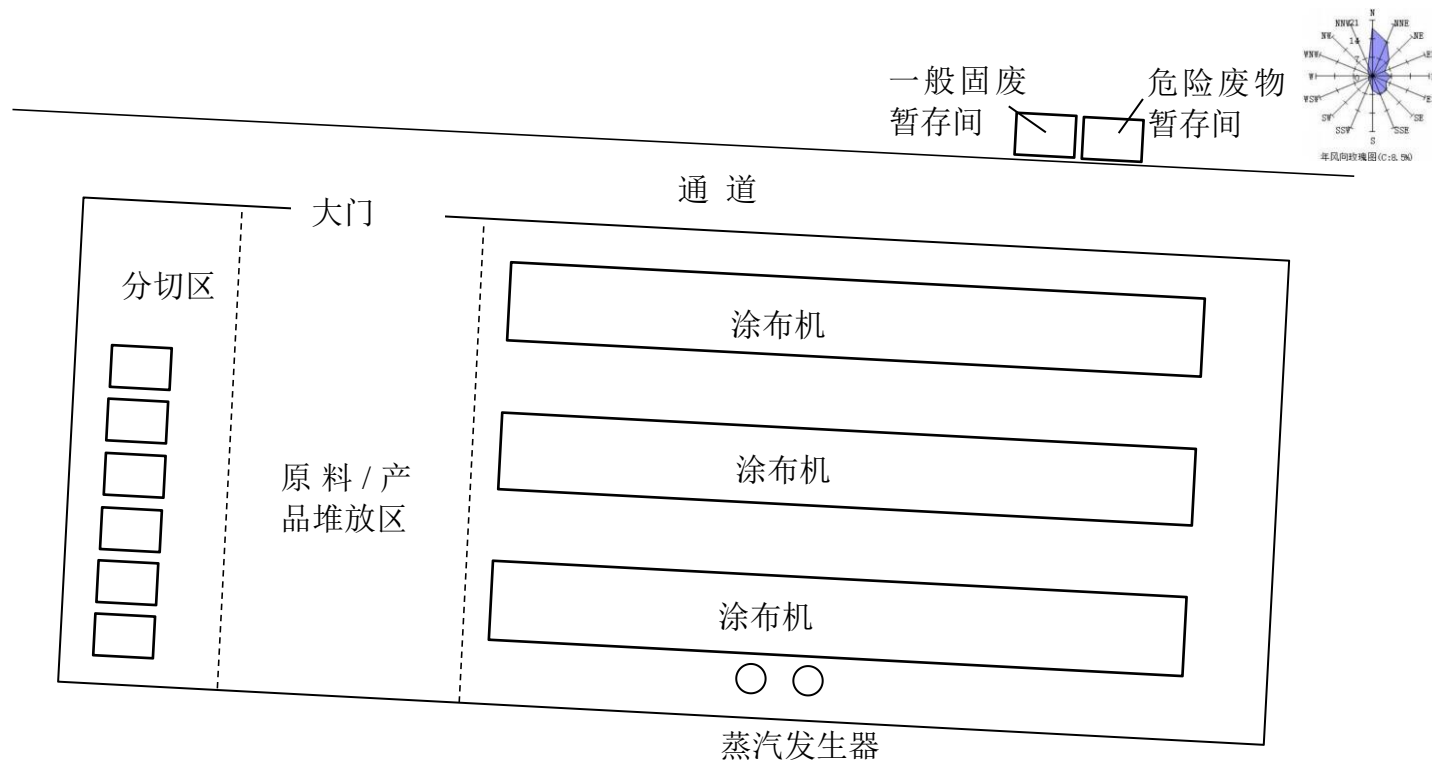 一般固废
暂存间
危险废物
暂存间
N
NNW
21
NNE
NW
14
NE
WNW
7
W
WSW
SW
SE
SSW
SSE
S
年风向玫瑰图(C:8.5%)
通 道
大门
分切区
涂布机
原 料 / 产
品堆放区
涂布机
涂布机
蒸汽发生器